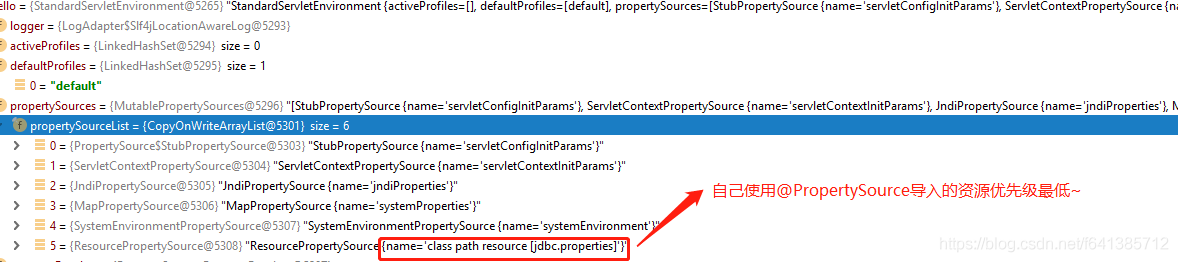 ello = {StandardServletEnvironment@5265} "StandardServletEnvironment {activeProfiles=[], defaultProfiles=[default], propertySources=[StubPropertySource {name='servletConfigInitParams'}, ServletContextPropertySource {na
logger = {LogAdapter$Slf4jLocationAwareLog@5293}
activeProfiles = {LinkedHashSet@5294} size = 0
defaultProfiles = {LinkedHashSet@5295} size = 1
0 = "default"
propertySources = {MutablePropertySources@5296} "[StubPropertySource {name='servletConfigInitParams'}, ServletContextPropertySource {name='servletContextInitParams'}, JndiPropertySource {name='jndiProperties'}, M
f propertySourceList = {CopyOnWriteArrayList@5301} size = 6
0 = {PropertySource$StubPropertySource@5303} "StubPropertySource {name='servletConfigInitParams'}"
1 = {ServletContextPropertySource@5304} "ServletContextPropertySource {name='servletContextInitParams'}"
2 = {JndiPropertySource@5305} "JndiPropertySource {name='jndiProperties'}"
自己使用@PropertySource导入的资源优先级最低~
3 = {MapPropertySource@5306} "MapPropertySource {name='systemProperties'}"
4 = {SystemEnvironmentPropertySource@5307} "SystemEnvironmentPropertySource {name='systemEnvironment'}"
5 = {ResourcePropertySource@5308} "ResourcePropertySource {name='class path resource [jdbc.properties]'}"
https://blog.csdn.net/f641385712